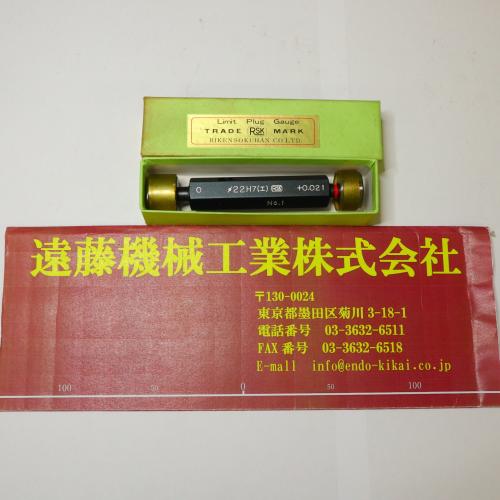 Limit Plug Gauge
TRADE RSK MARK
RIKENSOKUHAN CO.LTD.
0 ⌀22H7(エ) RSK +0.021
No.1
遠藤機械工業株式会社
〒130-0024
東京都墨田区菊川 3-18-1
電話番号 03-3632-6511
FAX 番号 03-3632-6518
E-mall info@endo-kikai.co.jp
100 50 0 50 100